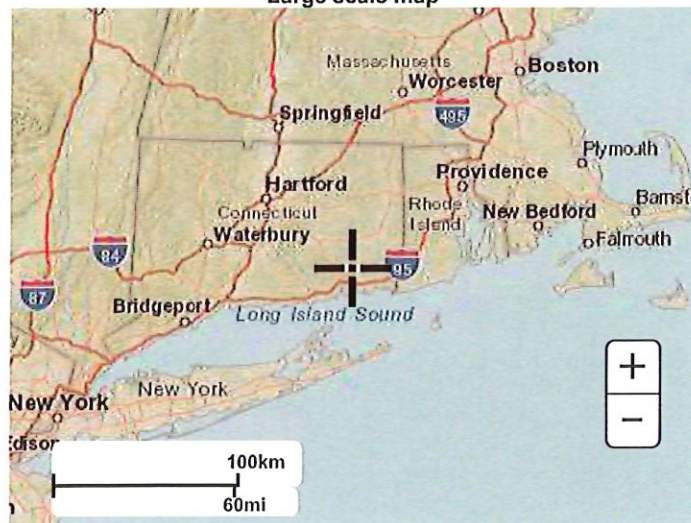 Large scale map
Massachusetts
Boston
Worcester
495
Springfield
Plymouth
Providence
Hartford
Rhode
Island
Connecticut
New Bedford
Barnst
Waterbury
Falmouth
84
95
87
Bridgeport
Long Island Sound
New York
New York
Edison
100km
60mi
+
−